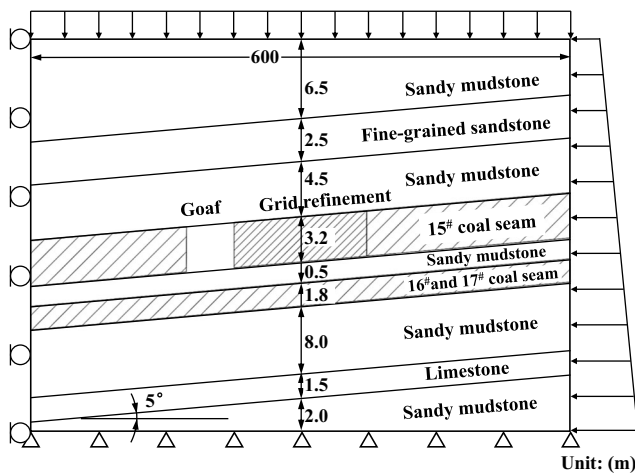 600
6.5
Sandy mudstone
2.5
Fine-grained sandstone
4.5
Sandy mudstone
Goaf
Grid refinement
3.2
15# coal seam
0.5
Sandy mudstone
1.8
16# and 17# coal seam
8.0
Sandy mudstone
1.5
Limestone
5°
2.0
Sandy mudstone
Unit: (m)